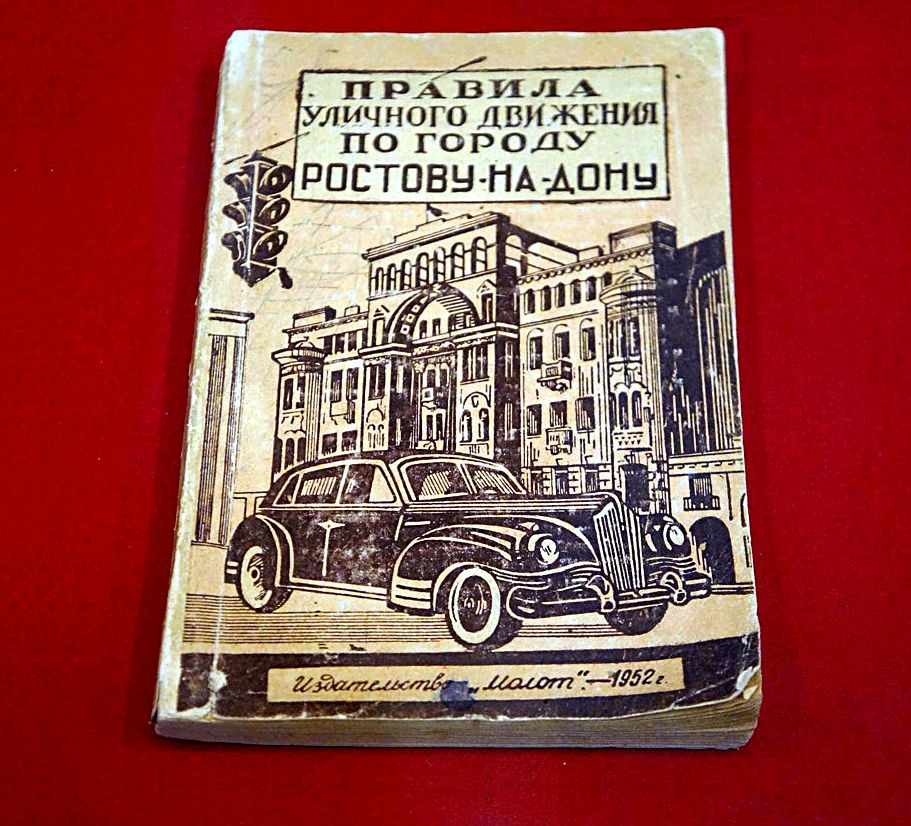 ПРАВИЛА
УЛИЧНОГО ДВИЖЕНИЯ
ПО ГОРОДУ
РОСТОВУ-НА-ДОНУ
Издательство „Молот“.—1952 г.